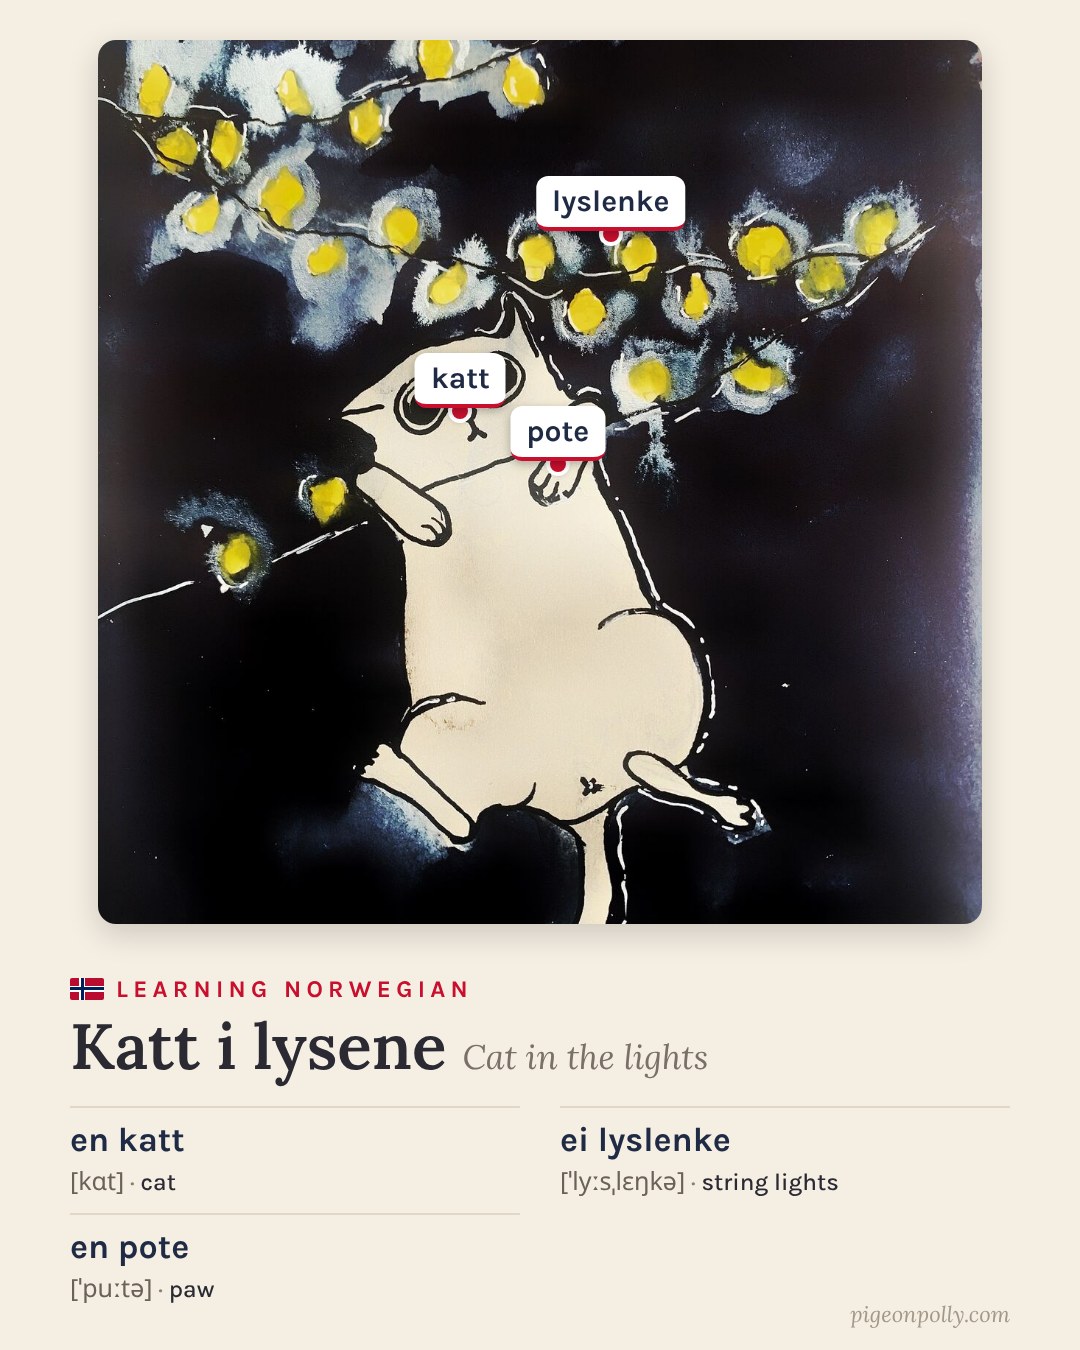 lyslenke
katt
pote
LEARNING NORWEGIAN
Katt i lysene Cat in the lights
en katt
[kɑt] · cat
ei lyslenke
[ˈlyːsˌlɛŋkə] · string lights
en pote
[ˈpuːtə] · paw
pigeonpolly.com